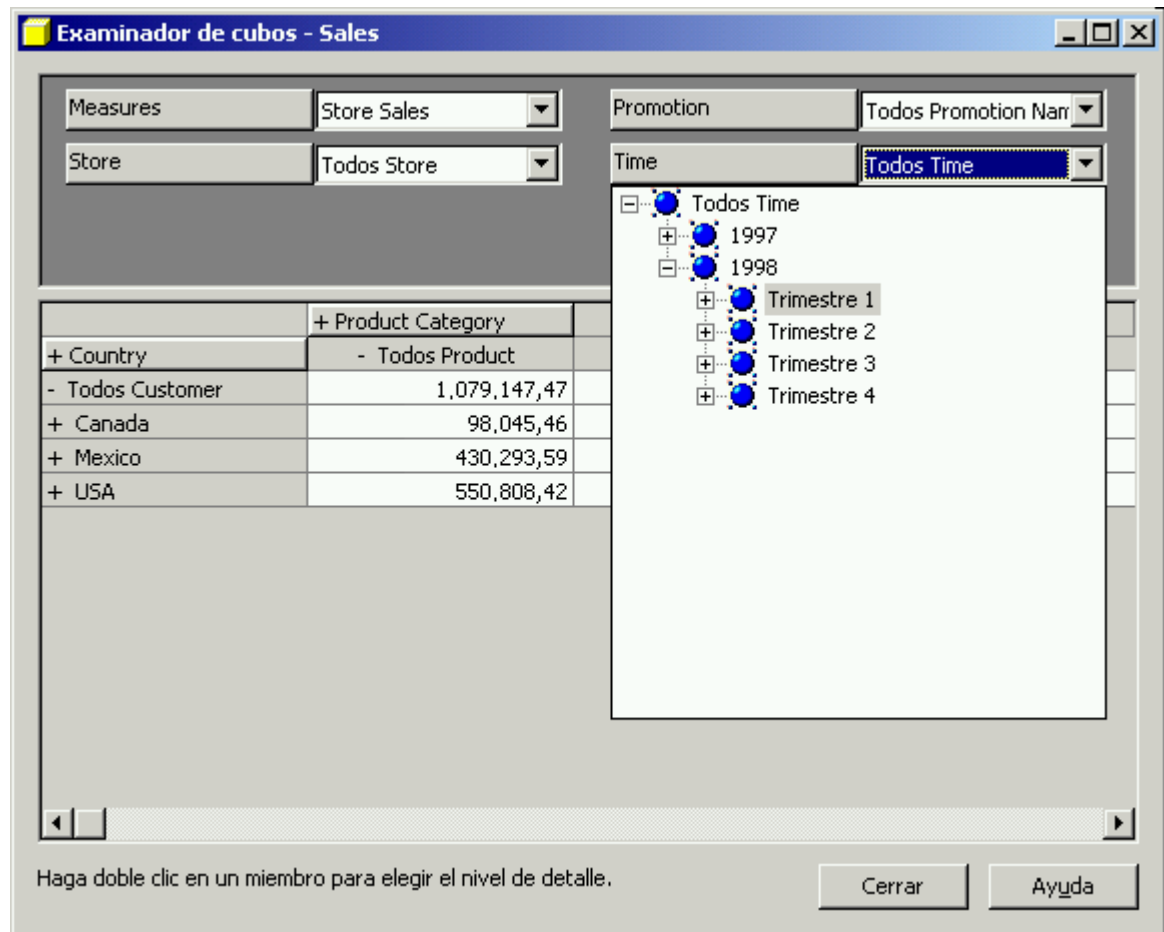 Examinador de cubos - Sales
Measures Store Sales Promotion Todos Promotion Nam
Store Todos Store Time Todos Time
Todos Time
1997
1998
Trimestre 1
Trimestre 2
Trimestre 3
Trimestre 4
+ Product Category
+ Country - Todos Product
- Todos Customer 1,079,147,47
+ Canada 98,045,46
+ Mexico 430,293,59
+ USA 550,808,42
Haga doble clic en un miembro para elegir el nivel de detalle. Cerrar Ayuda